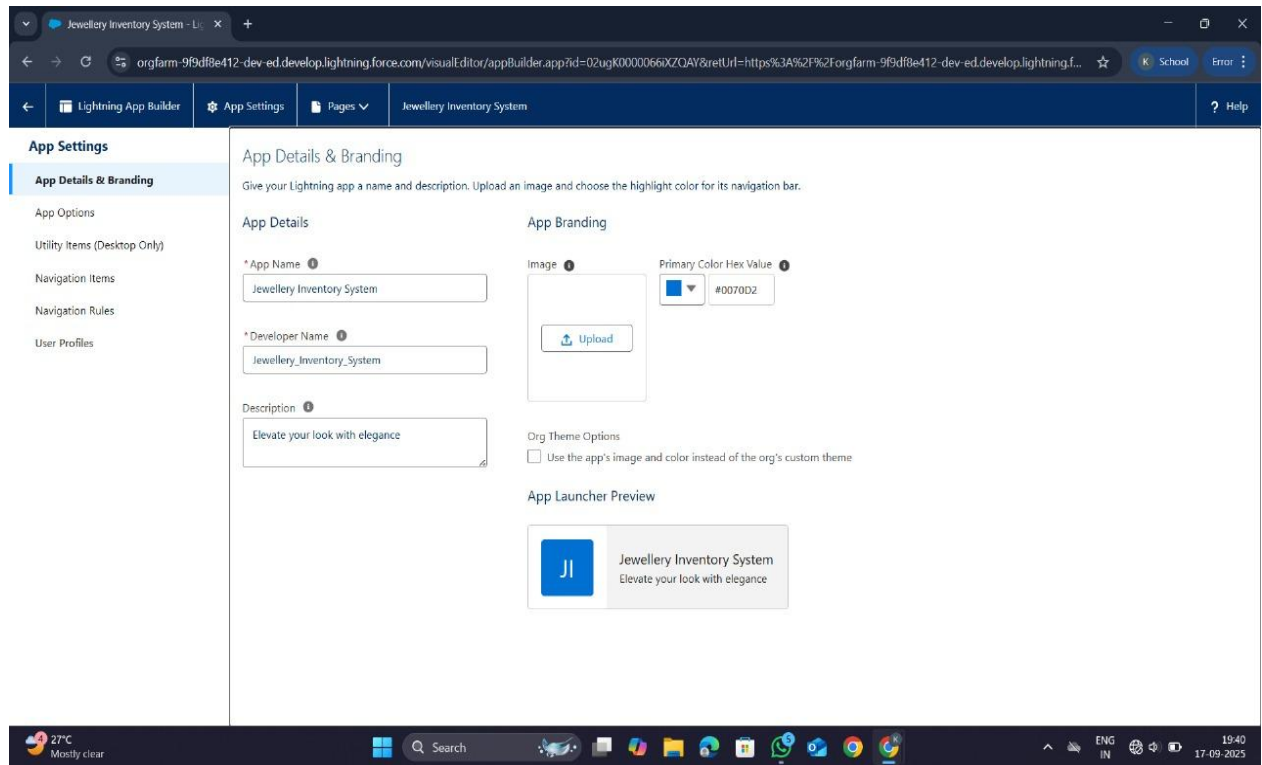 Jewellery Inventory System - Lig
orgfarm-9f9df8e412-dev-ed.develop.lightning.force.com/visualEditor/appBuilder.app?id=02ugK0000066iXZQAY&retUrl=https%3A%2F%2Forgfarm-9f9df8e412-dev-ed.develop.lightning.f...
K School
Error
Lightning App Builder
App Settings
Pages
Jewellery Inventory System
? Help
App Settings
App Details & Branding
App Options
Utility Items (Desktop Only)
Navigation Items
Navigation Rules
User Profiles
App Details & Branding
Give your Lightning app a name and description. Upload an image and choose the highlight color for its navigation bar.
App Details
*App Name
Jewellery Inventory System
*Developer Name
Jewellery_Inventory_System
Description
Elevate your look with elegance
App Branding
Image
Upload
Primary Color Hex Value
#0070D2
Org Theme Options
Use the app's image and color instead of the org's custom theme
App Launcher Preview
JI
Jewellery Inventory System
Elevate your look with elegance
4
27°C
Mostly clear
Search
9
K
ENG
IN
19:40
17-09-2025